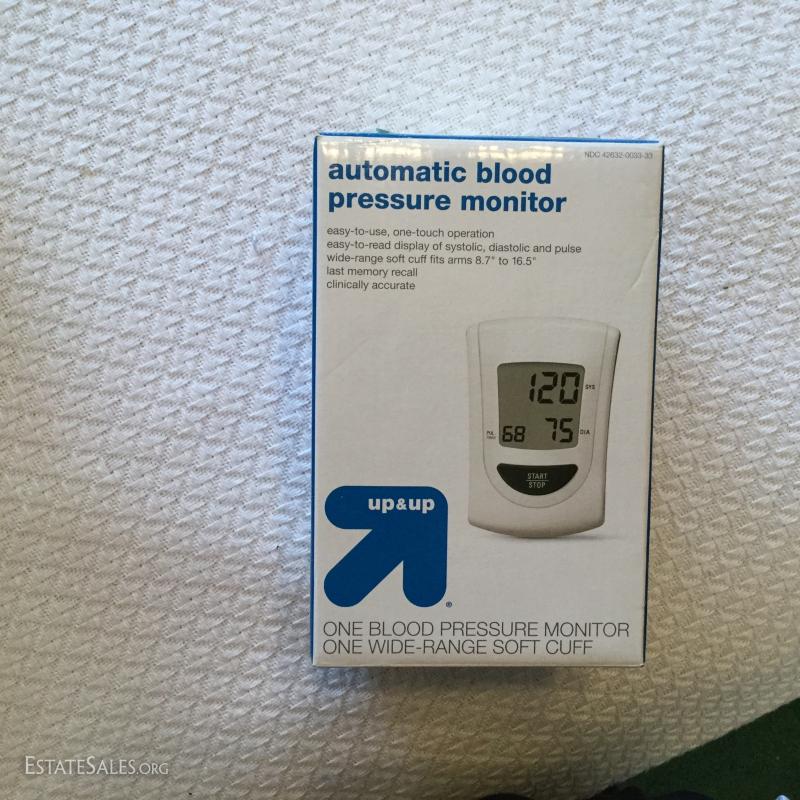 NDC 42632-0033-33
automatic blood
pressure monitor
easy-to-use, one-touch operation
easy-to-read display of systolic, diastolic and pulse
wide-range soft cuff fits arms 8.7" to 16.5"
last memory recall
clinically accurate
120 SYS
68 75 DIA
START
STOP
up&up
®
ONE BLOOD PRESSURE MONITOR
ONE WIDE-RANGE SOFT CUFF
ESTATESALES.ORG